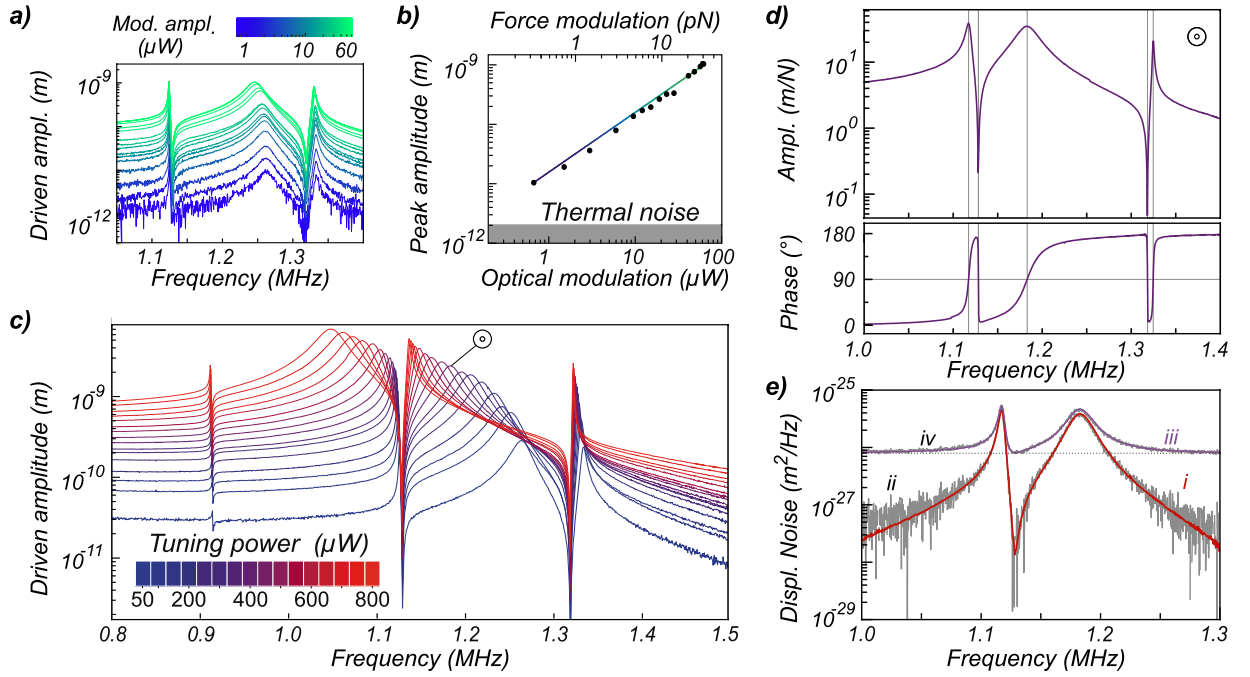 a)
Mod. ampl.
(µW)
1 10 60
Driven ampl. (m)
10-9
10-12
1.1 1.2 1.3
Frequency (MHz)
b)
Force modulation (pN)
1 10
Peak amplitude (m)
10-9
10-12
Thermal noise
1 10 100
Optical modulation (µW)
c)
Driven amplitude (m)
10-9
10-10
10-11
Tuning power (µW)
50 200 400 600 800
0.8 0.9 1.0 1.1 1.2 1.3 1.4 1.5
Frequency (MHz)
d)
Ampl. (m/N)
101
100
10-1
Phase (°)
180
90
0
1.0 1.1 1.2 1.3 1.4
Frequency (MHz)
e)
Displ. Noise (m2/Hz)
10-25
10-27
10-29
iv
iii
ii
i
1.0 1.1 1.2 1.3
Frequency (MHz)